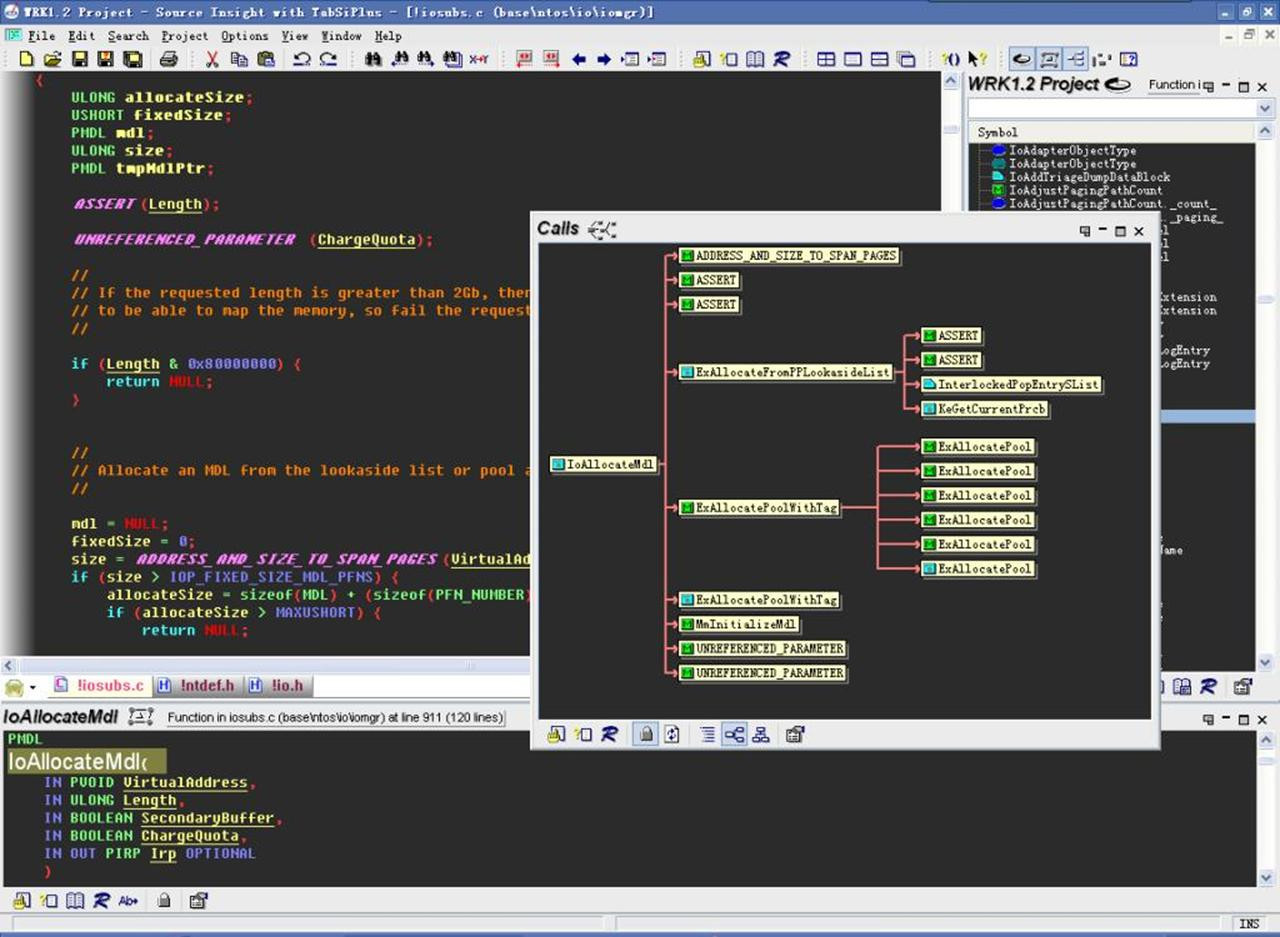 WRK1.2 Project - Source Insight with TabSiPlus - [!iosubs.c (base\ntos\io\iomgr)]
File Edit Search Project Options View Window Help
{
ULONG allocateSize;
USHORT fixedSize;
PMDL mdl;
ULONG size;
PMDL tmpMdlPtr;
ASSERT (Length);
UNREFERENCED_PARAMETER (ChargeQuota);
//
// If the requested length is greater than 2Gb, then
// to be able to map the memory, so fail the request
//
if (Length & 0x80000000) {
return NULL;
}
//
// Allocate an MDL from the lookaside list or pool a
//
mdl = NULL;
fixedSize = 0;
size = ADDRESS_AND_SIZE_TO_SPAN_PAGES (VirtualAd
if (size > IOP_FIXED_SIZE_MDL_PFNS) {
allocateSize = sizeof(MDL) + (sizeof(PFN_NUMBER)
if (allocateSize > MAXUSHORT) {
return NULL;
WRK1.2 Project Function i
Symbol
IoAdapterObjectType
IoAdapterObjectType
IoAddTriageDumpDataBlock
IoAdjustPagingPathCount
IoAdjustPagingPathCount._count_
_paging_
Extension
Extension
LogEntry
LogEntry
ame
Calls
ADDRESS_AND_SIZE_TO_SPAN_PAGES
ASSERT
ASSERT
ASSERT
ASSERT
ExAllocateFromPPLookasideList
InterlockedPopEntrySList
KeGetCurrentPrcb
ExAllocatePool
IoAllocateMdl
ExAllocatePool
ExAllocatePool
ExAllocatePoolWithTag
ExAllocatePool
ExAllocatePool
ExAllocatePool
ExAllocatePoolWithTag
MmInitializeMdl
UNREFERENCED_PARAMETER
UNREFERENCED_PARAMETER
!iosubs.c !ntdef.h !io.h
IoAllocateMdl Function in iosubs.c (base\ntos\io\iomgr) at line 911 (120 lines)
PMDL
IoAllocateMdl(
IN PVOID VirtualAddress,
IN ULONG Length,
IN BOOLEAN SecondaryBuffer,
IN BOOLEAN ChargeQuota,
IN OUT PIRP Irp OPTIONAL
)
INS